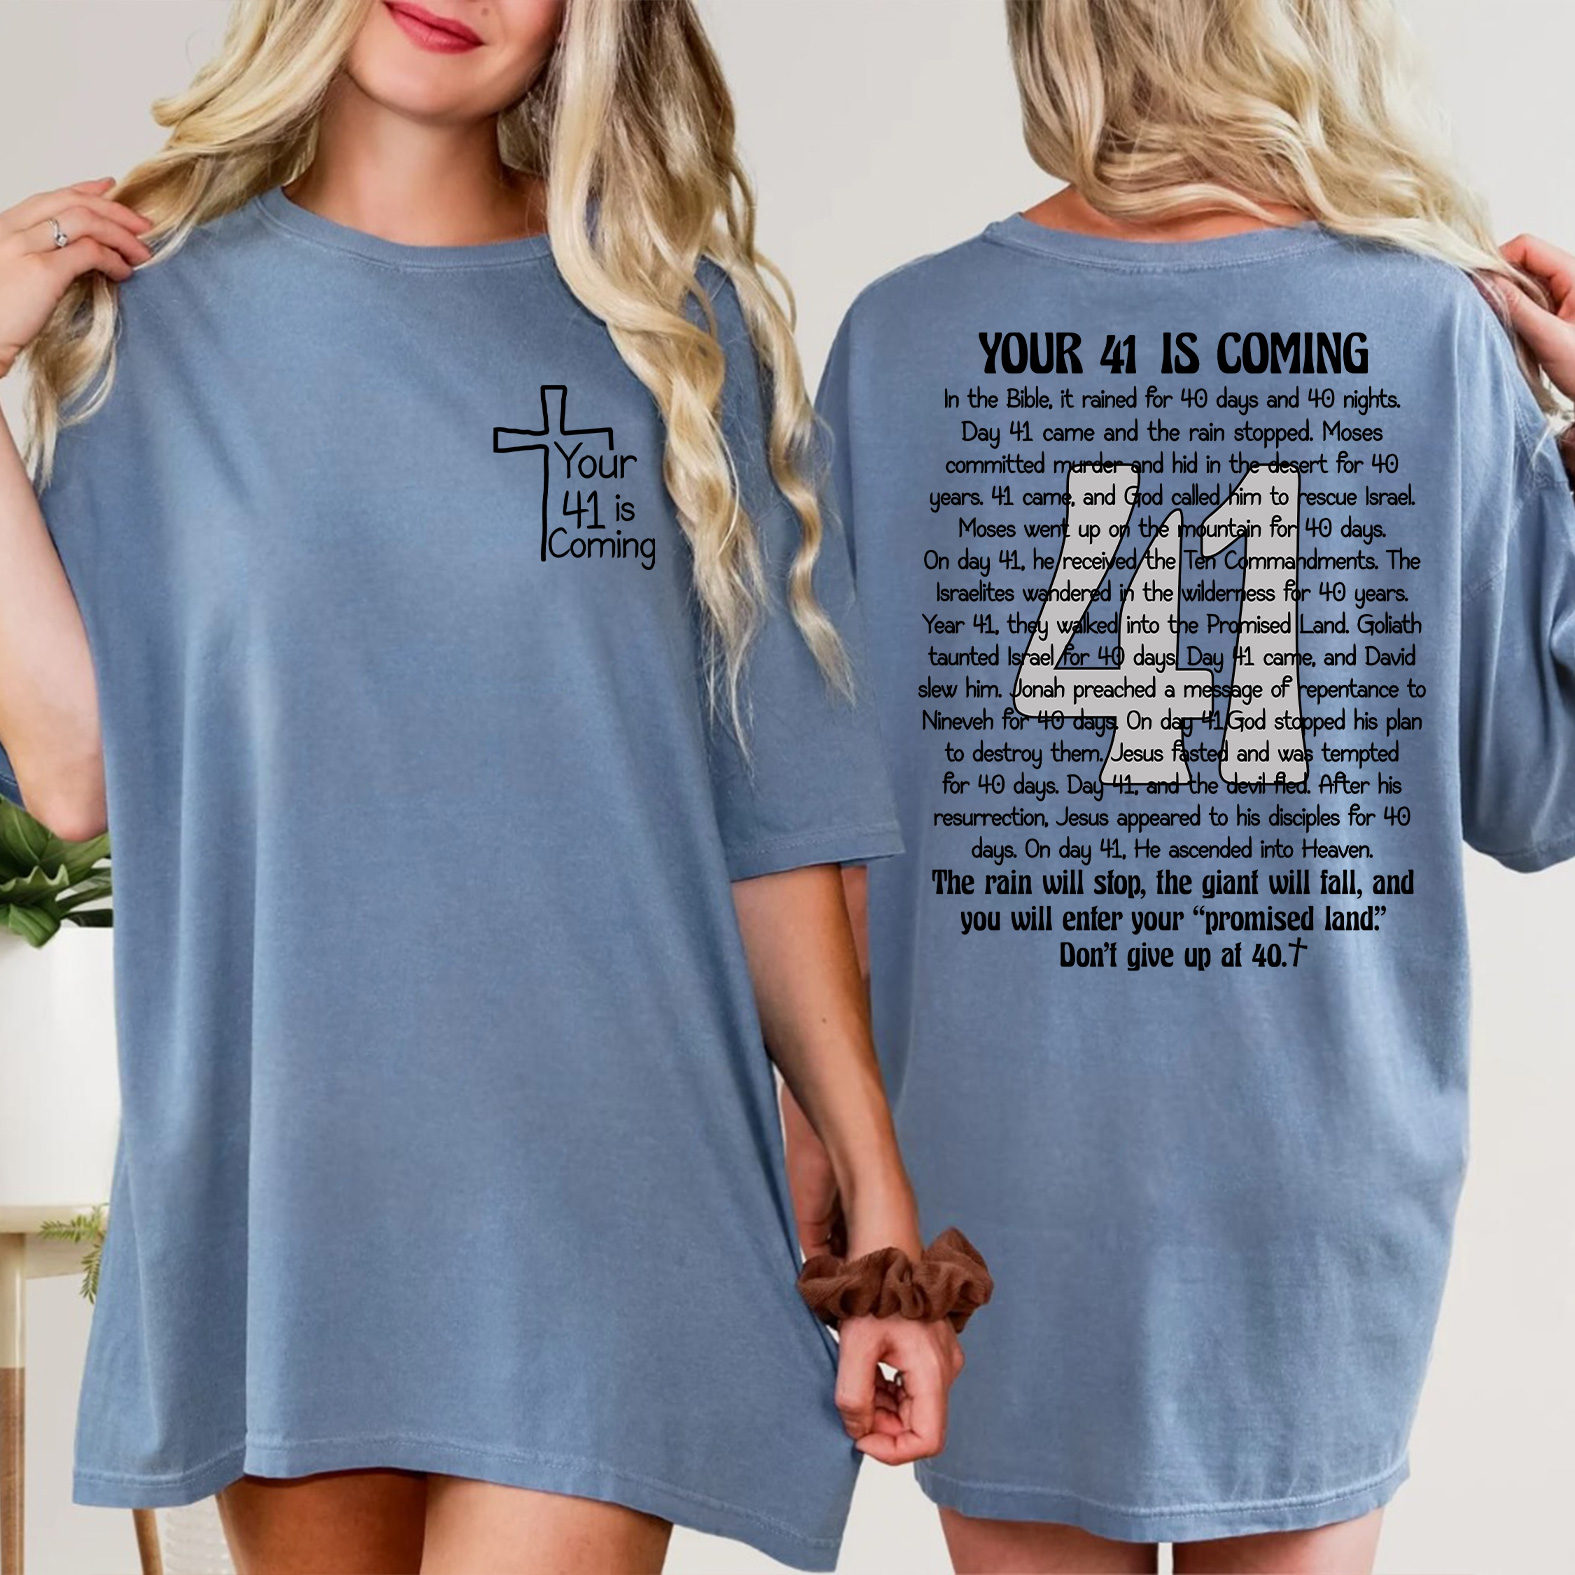 Your
41 is
Coming
YOUR 41 IS COMING
In the Bible, it rained for 40 days and 40 nights.
Day 41 came and the rain stopped. Moses
committed murder and hid in the desert for 40
years. 41 came, and God called him to rescue Israel.
Moses went up on the mountain for 40 days.
On day 41, he received the Ten Commandments. The
Israelites wandered in the wilderness for 40 years.
Year 41, they walked into the Promised Land. Goliath
taunted Israel for 40 days. Day 41 came, and David
slew him. Jonah preached a message of repentance to
Nineveh for 40 days. On day 41 God stopped his plan
to destroy them. Jesus fasted and was tempted
for 40 days. Day 41, and the devil fled. After his
resurrection, Jesus appeared to his disciples for 40
days. On day 41, He ascended into Heaven.
The rain will stop, the giant will fall, and
you will enter your “promised land.”
Don't give up at 40.
41